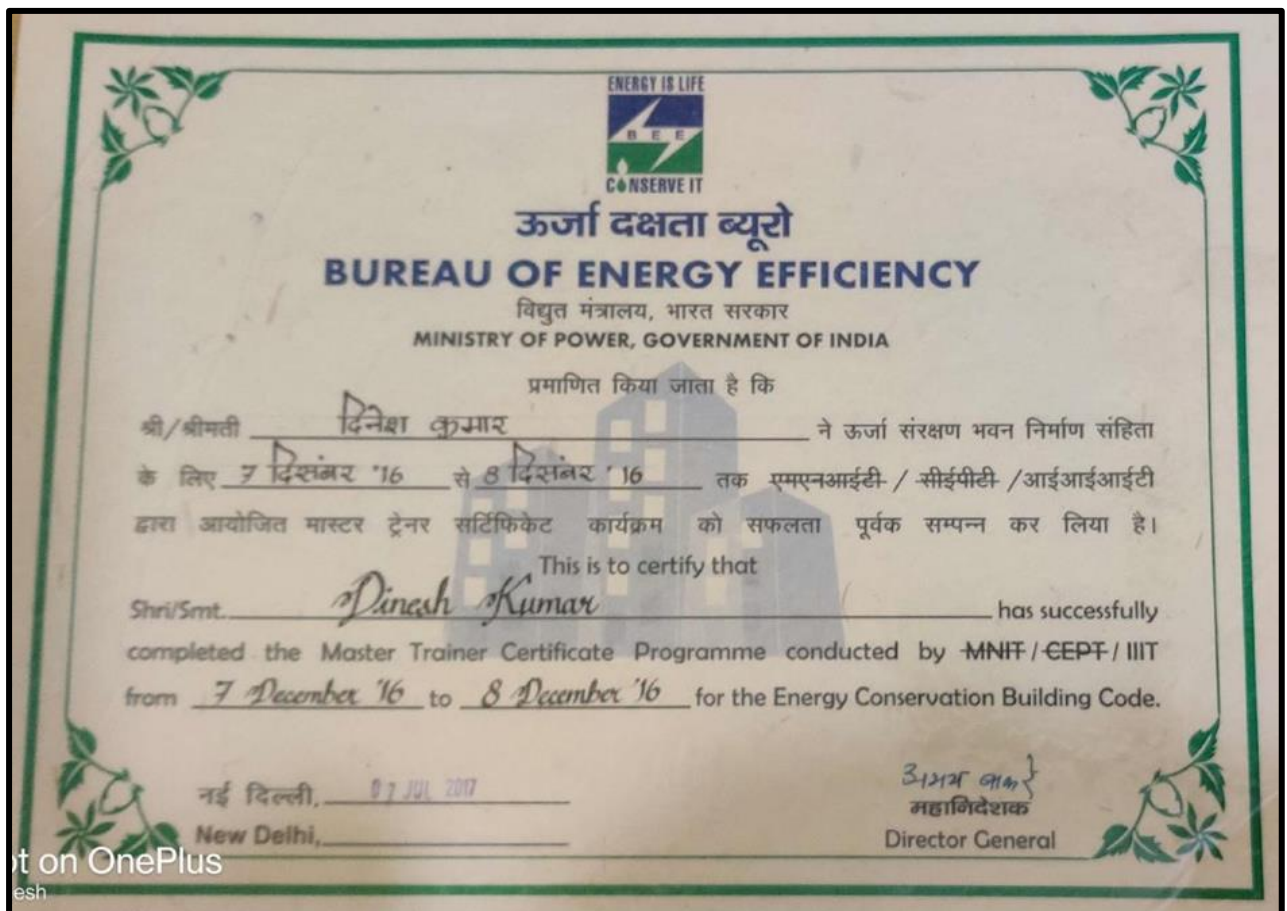 ENERGY IS LIFE
BEE
CONSERVE IT
ऊर्जा दक्षता ब्यूरो
BUREAU OF ENERGY EFFICIENCY
विद्युत मंत्रालय, भारत सरकार
MINISTRY OF POWER, GOVERNMENT OF INDIA
प्रमाणित किया जाता है कि
श्री/श्रीमती दिनेश कुमार ने ऊर्जा संरक्षण भवन निर्माण संहिता
के लिए 7 दिसंबर '16 से 8 दिसंबर '16 तक एमएनआईटी / सीईपीटी /आईआईआईटी
द्वारा आयोजित मास्टर ट्रेनर सर्टिफिकेट कार्यक्रम को सफलता पूर्वक सम्पन्न कर लिया है।
This is to certify that
Shri/Smt. Dinesh Kumar has successfully
completed the Master Trainer Certificate Programme conducted by MNIT / CEPT / IIIT
from 7 December '16 to 8 December '16 for the Energy Conservation Building Code.
अभय बाकरे
नई दिल्ली, 07 JUL 2017
महानिदेशक
New Delhi,
Director General
ot on OnePlus
esh